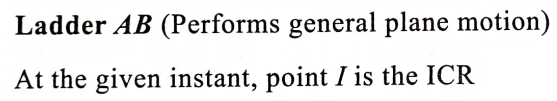 Ladder AB (Performs general plane motion)
At the given instant, point I is the ICR